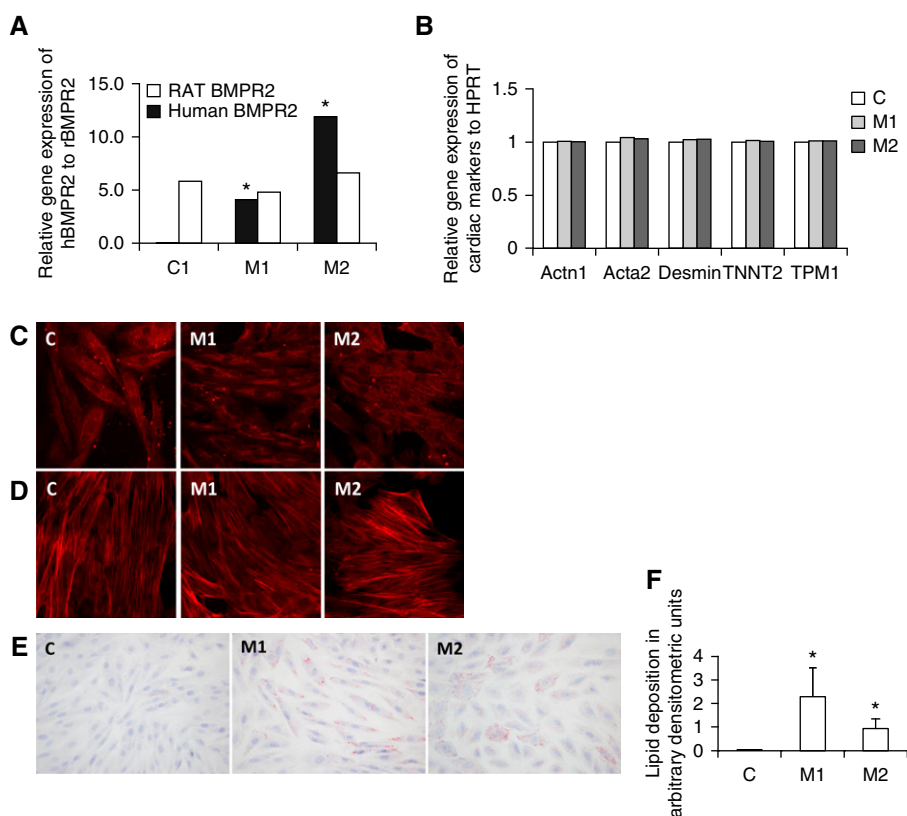 A
Relative gene expression of
hBMPR2 to rBMPR2
15.0
10.0
5.0
0.0
RAT BMPR2
Human BMPR2
*
*
C1
M1
M2
B
Relative gene expression of
cardiac markers to HPRT
1.5
1
0.5
0
C
M1
M2
Actn1
Acta2
Desmin
TNNT2
TPM1
C
C
M1
M2
D
C
M1
M2
E
C
M1
M2
F
Lipid deposition in
arbitrary densitometric units
4
3
2
1
0
*
*
C
M1
M2